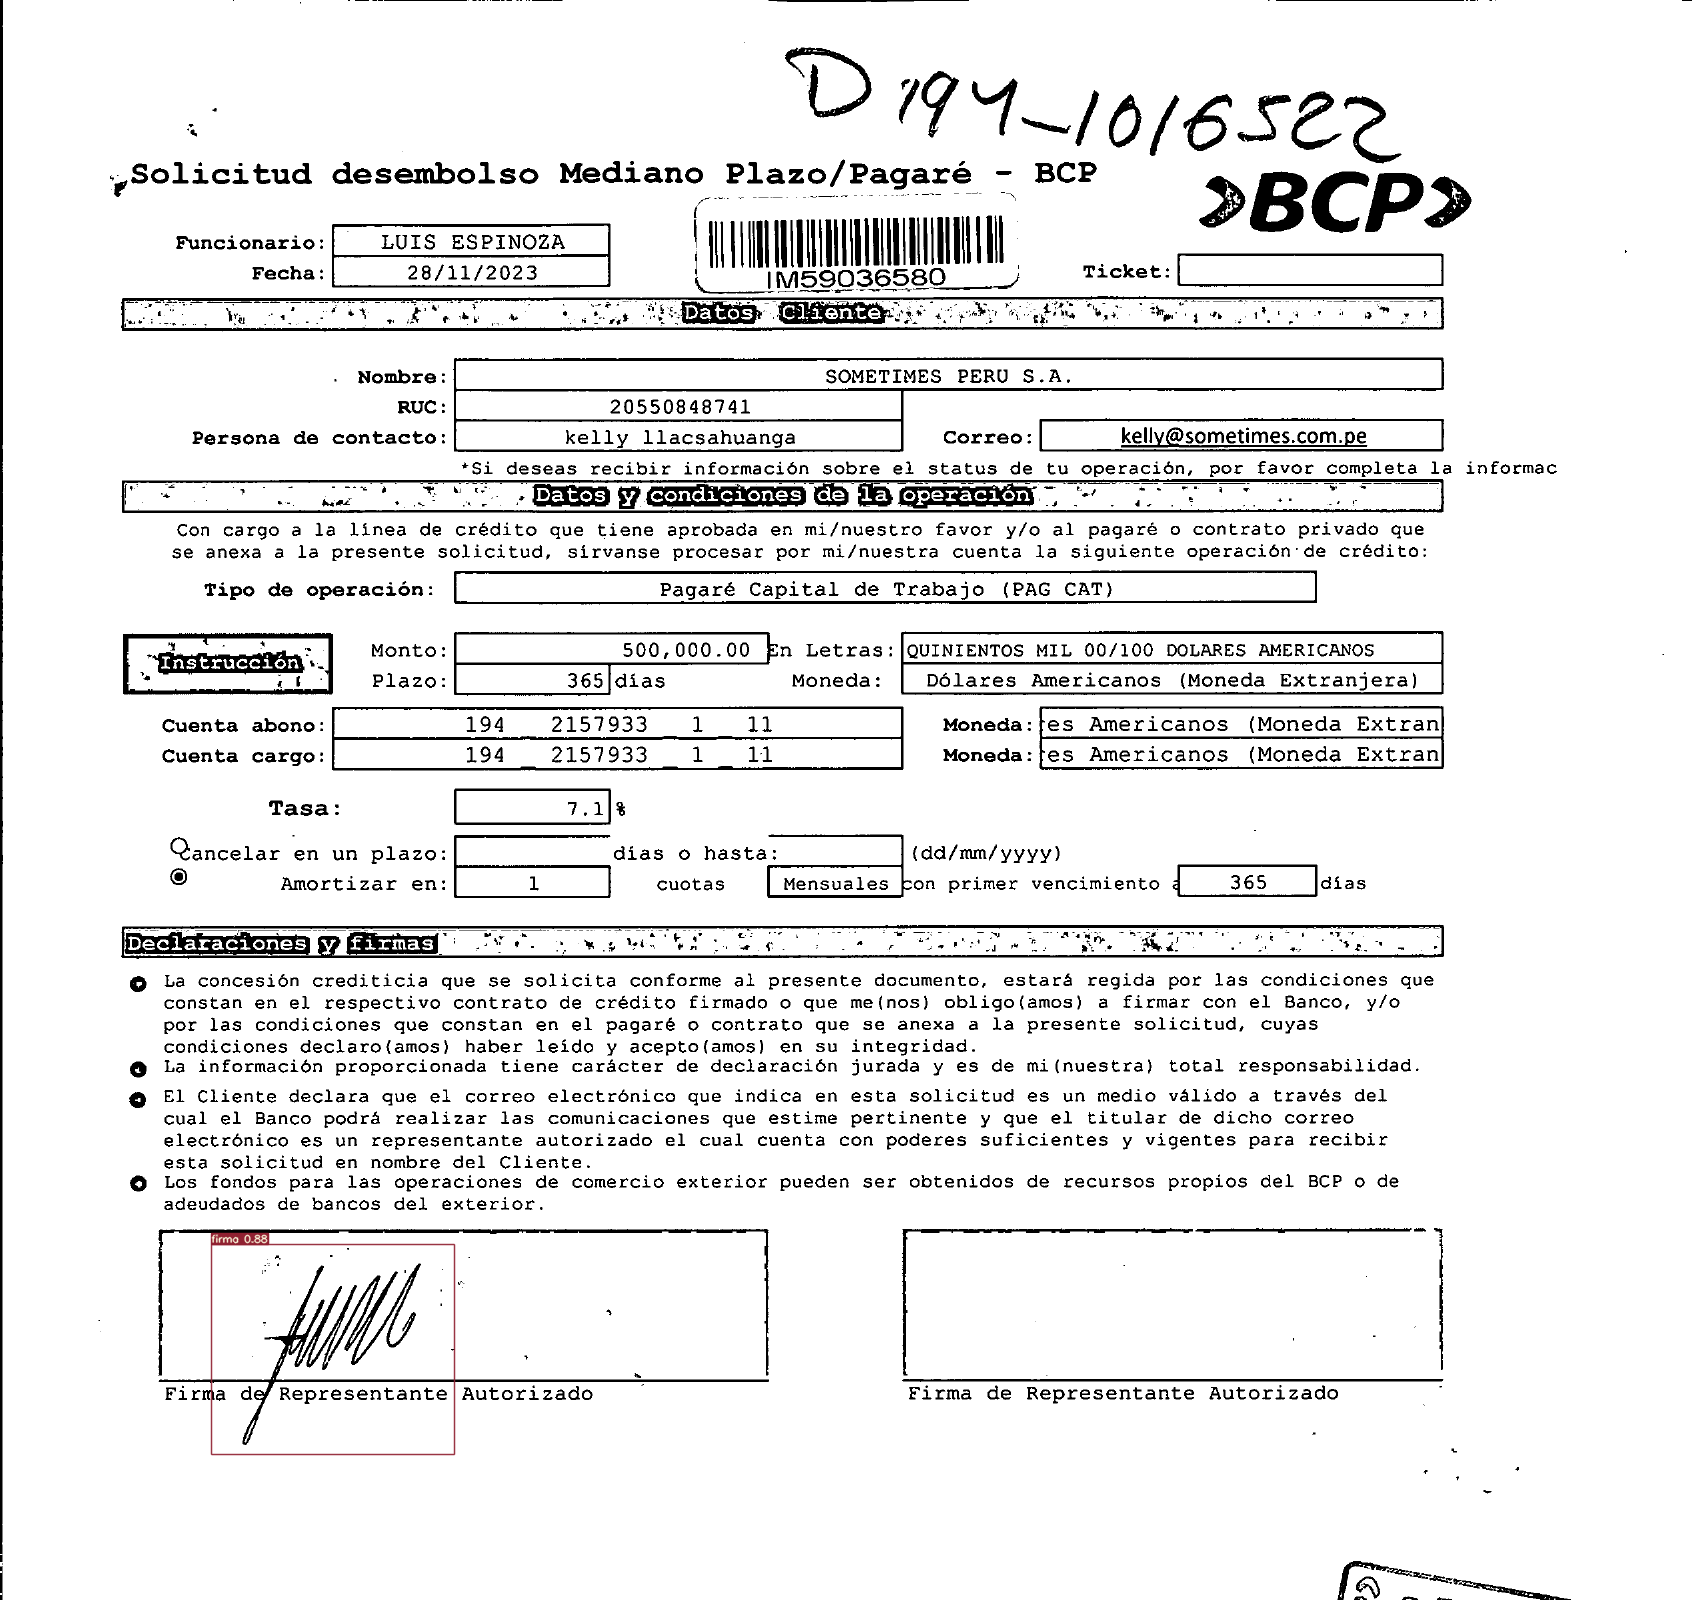 D 194-1016522
Solicitud desembolso Mediano Plazo/Pagaré - BCP
BCP
Funcionario: LUIS ESPINOZA
Fecha: 28/11/2023
IM59036580
Ticket:
Datos Cliente
Nombre: SOMETIMES PERU S.A.
RUC: 20550848741
Persona de contacto: kelly llacsahuanga Correo: kelly@sometimes.com.pe
*Si deseas recibir información sobre el status de tu operación, por favor completa la informac
Datos y condiciones de la operación
Con cargo a la línea de crédito que tiene aprobada en mi/nuestro favor y/o al pagaré o contrato privado que
se anexa a la presente solicitud, sírvanse procesar por mi/nuestra cuenta la siguiente operación de crédito:
Tipo de operación: Pagaré Capital de Trabajo (PAG CAT)
Instrucción
Monto: 500,000.00 En Letras: QUINIENTOS MIL 00/100 DOLARES AMERICANOS
Plazo: 365 días Moneda: Dólares Americanos (Moneda Extranjera)
Cuenta abono: 194 _ 2157933 _ 1 _ 11 Moneda: es Americanos (Moneda Extran
Cuenta cargo: 194 _ 2157933 _ 1 _ 11 Moneda: es Americanos (Moneda Extran
Tasa: 7.1 %
Cancelar en un plazo: días o hasta: (dd/mm/yyyy)
Amortizar en: 1 cuotas Mensuales con primer vencimiento a 365 días
Declaraciones y firmas
La concesión crediticia que se solicita conforme al presente documento, estará regida por las condiciones que
constan en el respectivo contrato de crédito firmado o que me(nos) obligo(amos) a firmar con el Banco, y/o
por las condiciones que constan en el pagaré o contrato que se anexa a la presente solicitud, cuyas
condiciones declaro(amos) haber leído y acepto(amos) en su integridad.
La información proporcionada tiene carácter de declaración jurada y es de mi(nuestra) total responsabilidad.
El Cliente declara que el correo electrónico que indica en esta solicitud es un medio válido a través del
cual el Banco podrá realizar las comunicaciones que estime pertinente y que el titular de dicho correo
electrónico es un representante autorizado el cual cuenta con poderes suficientes y vigentes para recibir
esta solicitud en nombre del Cliente.
Los fondos para las operaciones de comercio exterior pueden ser obtenidos de recursos propios del BCP o de
adeudados de bancos del exterior.
firma 0.88
Firma de Representante Autorizado
Firma de Representante Autorizado